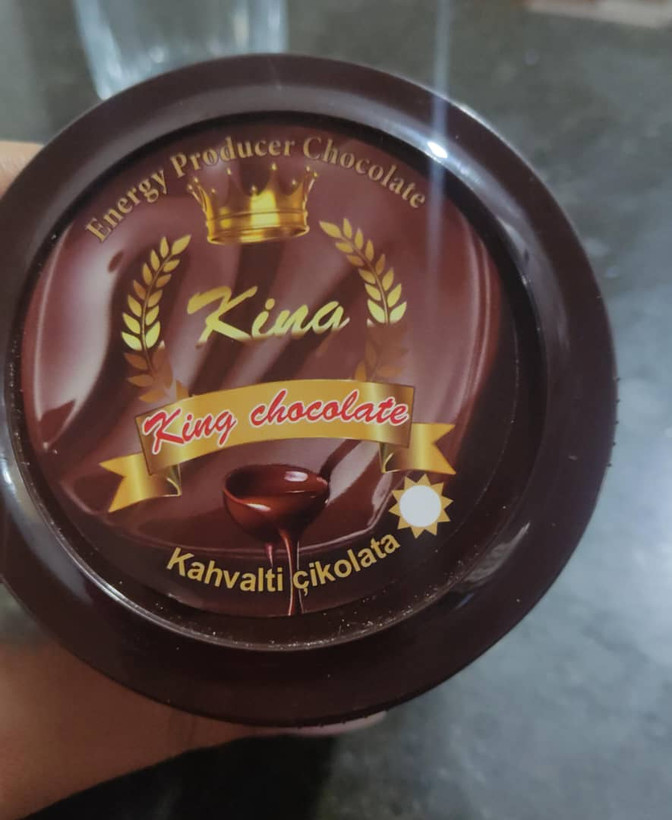 Energy Producer Chocolate
King
King chocolate
Kahvalti çikolata